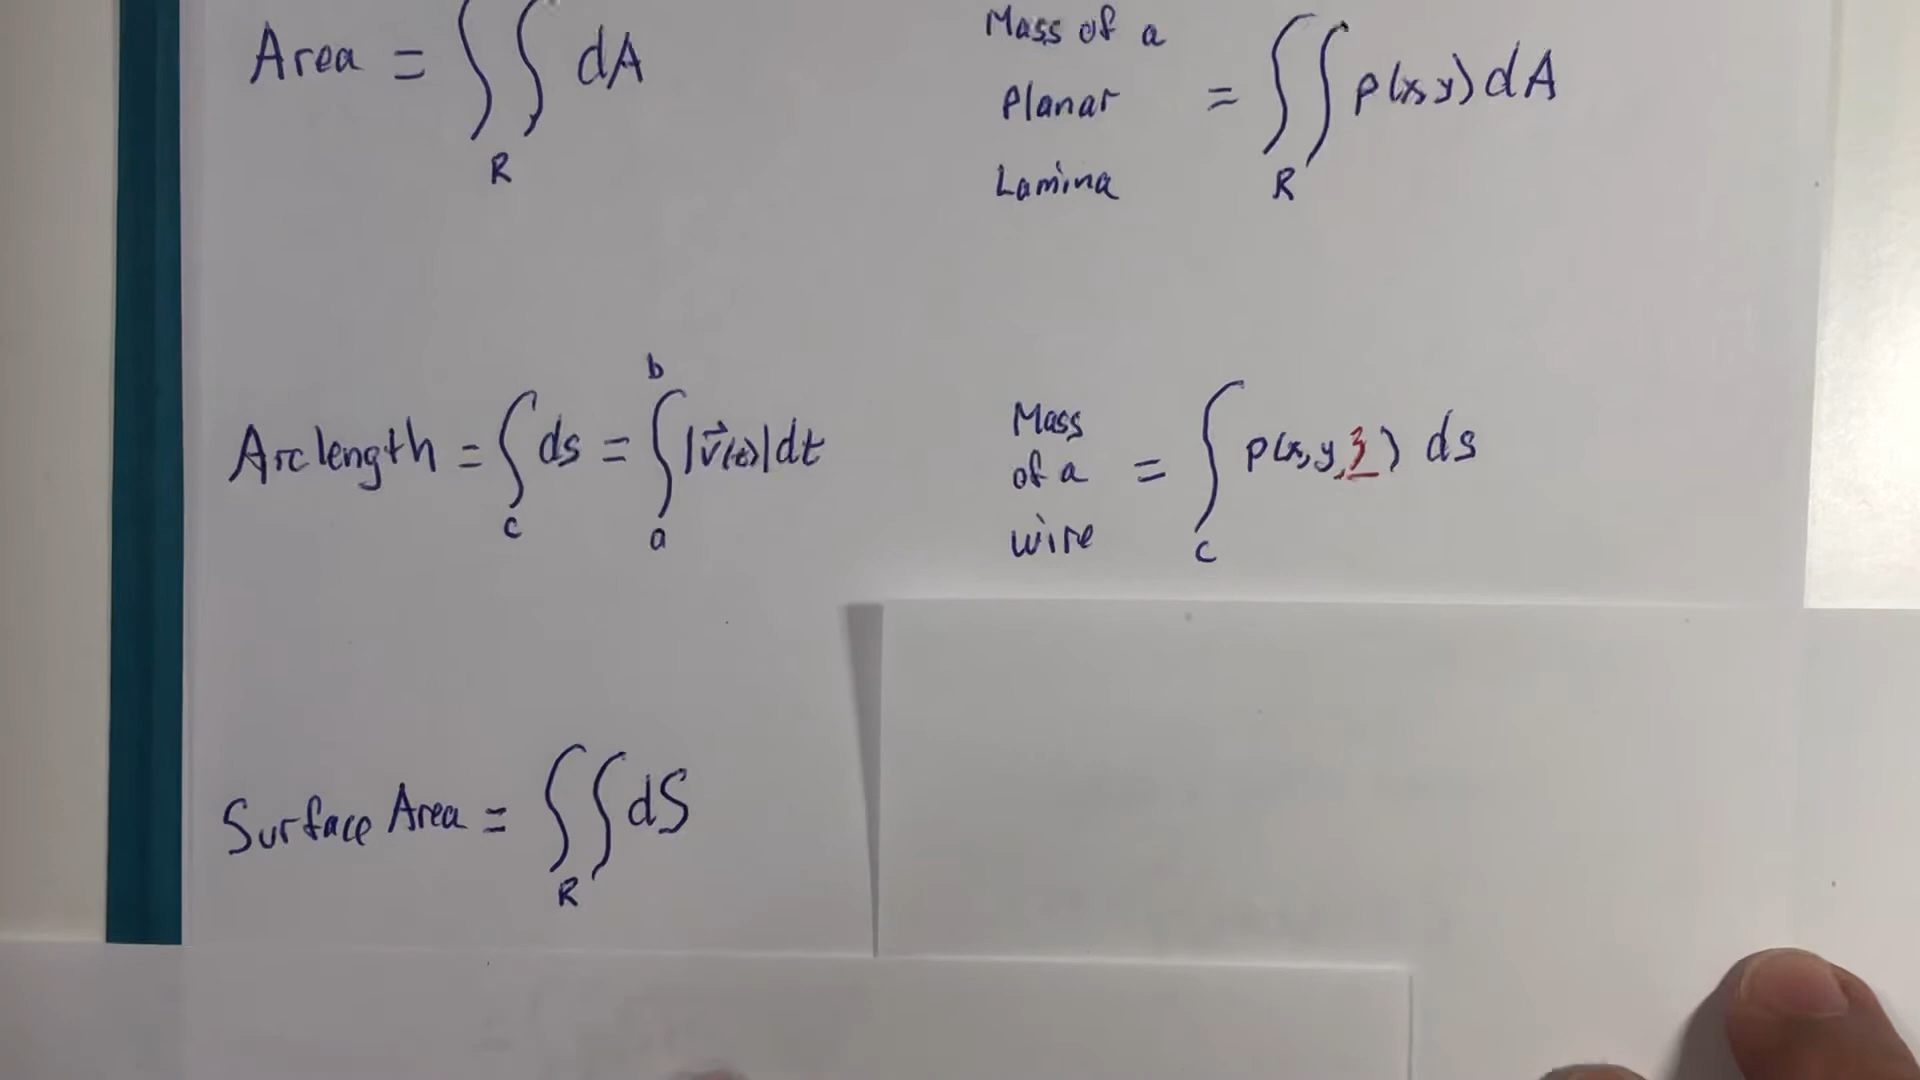 Area = ∫∫_R dA
Mass of a Planar Lamina = ∫∫_R ρ(x,y) dA
Arclength = ∫_C ds = ∫_a^b |v⃗(t)| dt
Mass of a wire = ∫_C ρ(x,y,z) ds
Surface Area = ∫∫_R dS